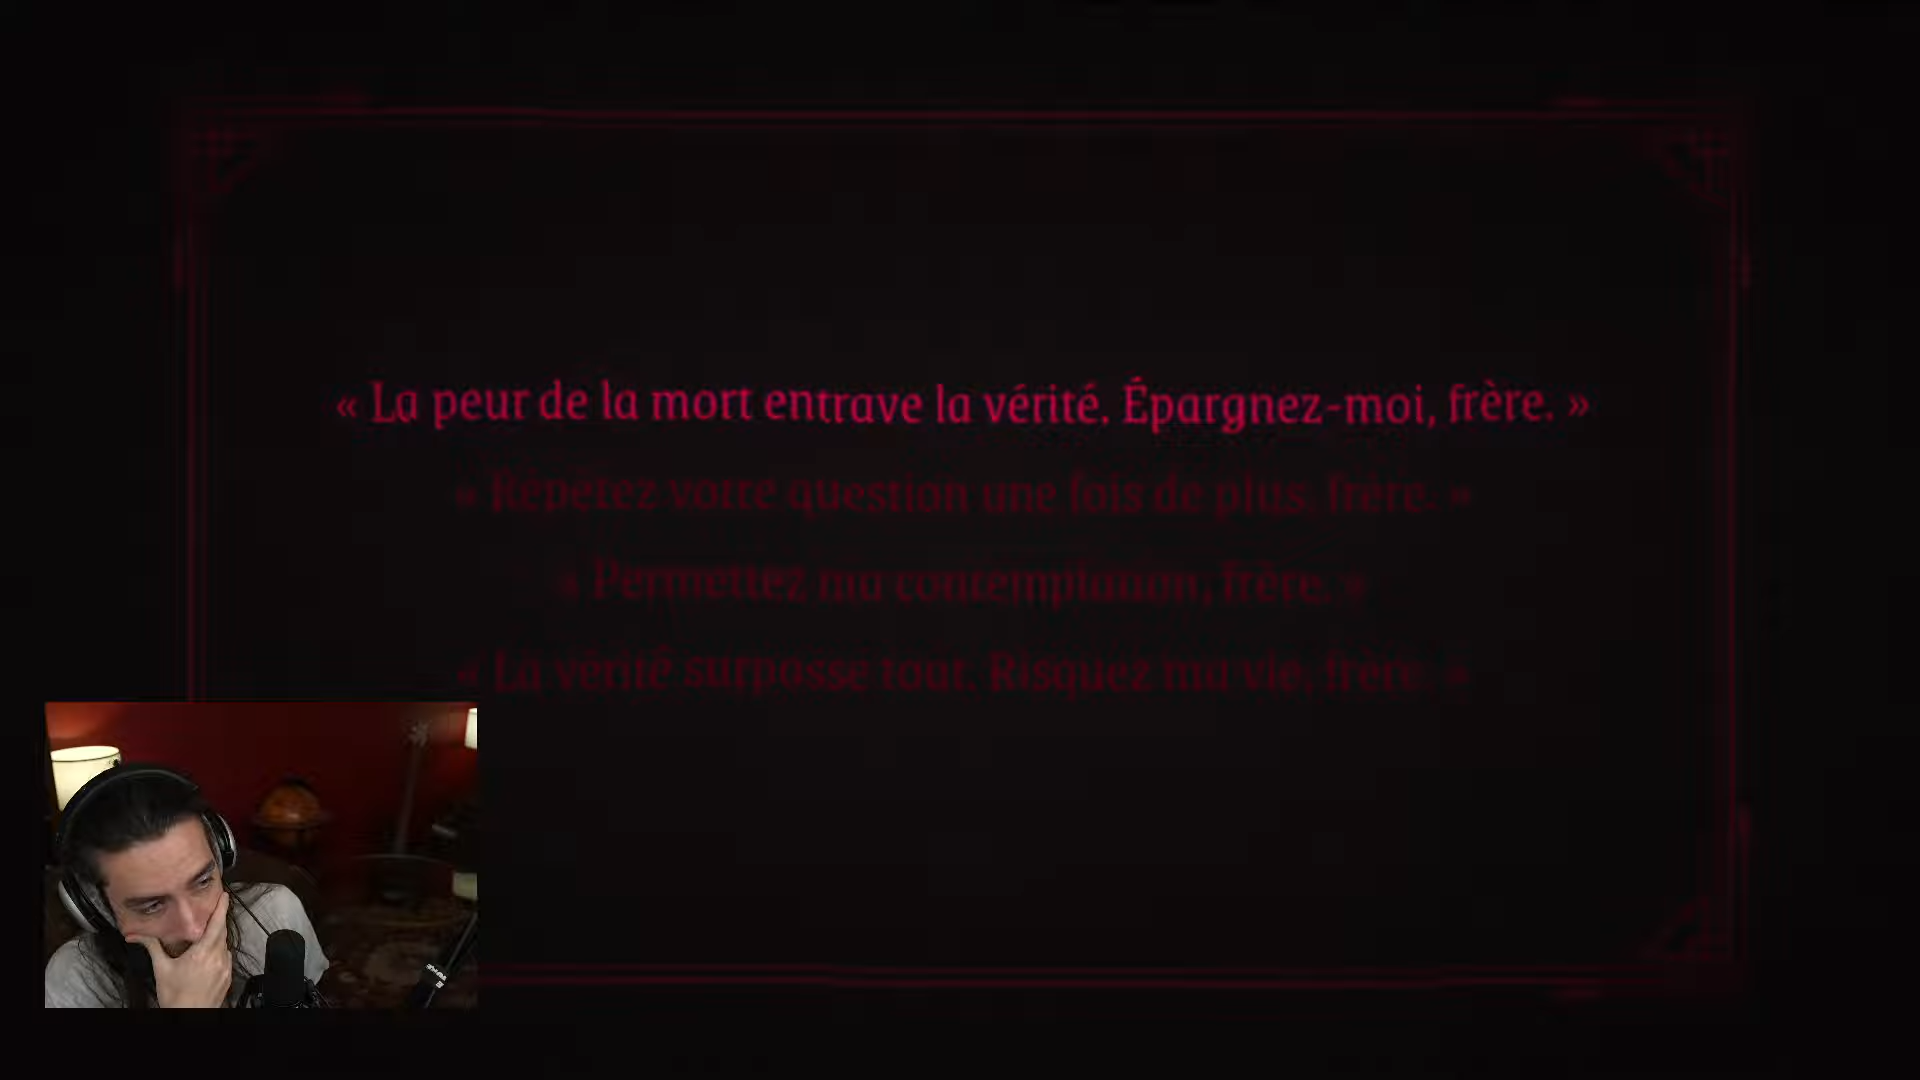 « La peur de la mort entrave la vérité. Épargnez-moi, frère. »
« Répétez votre question une fois de plus, frère. »
« Permettez ma contemplation, frère. »
« La vérité surpasse tout. Risquez ma vie, frère. »